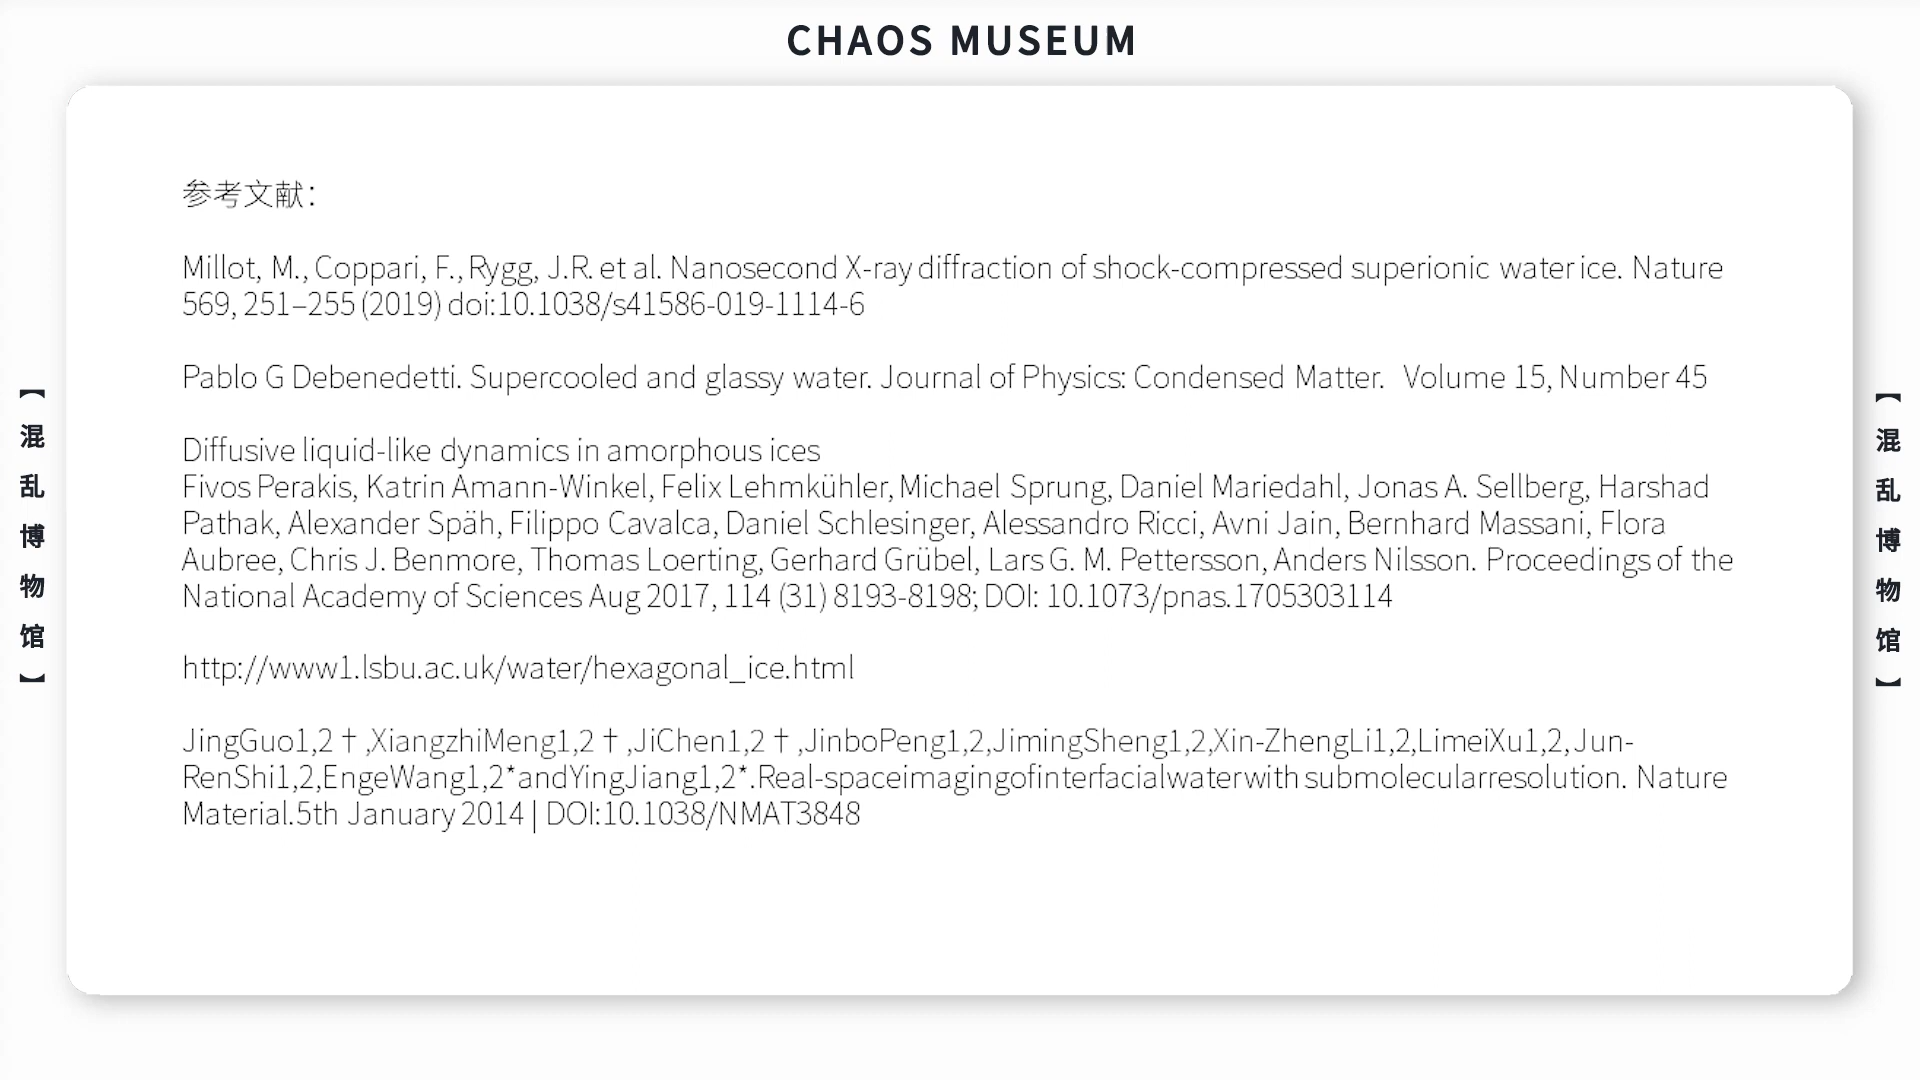 CHAOS MUSEUM
【混乱博物馆】
参考文献：
Millot, M., Coppari, F., Rygg, J.R. et al. Nanosecond X-ray diffraction of shock-compressed superionic water ice. Nature
569, 251–255 (2019) doi:10.1038/s41586-019-1114-6
Pablo G Debenedetti. Supercooled and glassy water. Journal of Physics: Condensed Matter. Volume 15, Number 45
Diffusive liquid-like dynamics in amorphous ices
Fivos Perakis, Katrin Amann-Winkel, Felix Lehmkühler, Michael Sprung, Daniel Mariedahl, Jonas A. Sellberg, Harshad
Pathak, Alexander Späh, Filippo Cavalca, Daniel Schlesinger, Alessandro Ricci, Avni Jain, Bernhard Massani, Flora
Aubree, Chris J. Benmore, Thomas Loerting, Gerhard Grübel, Lars G. M. Pettersson, Anders Nilsson. Proceedings of the
National Academy of Sciences Aug 2017, 114 (31) 8193-8198; DOI: 10.1073/pnas.1705303114
http://www1.lsbu.ac.uk/water/hexagonal_ice.html
JingGuo1,2†,XiangzhiMeng1,2†,JiChen1,2†,JinboPeng1,2,JimingSheng1,2,Xin-ZhengLi1,2,LimeiXu1,2,Jun-
RenShi1,2,EngeWang1,2*andYingJiang1,2*.Real-spaceimagingofinterfacialwaterwith submolecularresolution. Nature
Material.5th January 2014 | DOI:10.1038/NMAT3848
【混乱博物馆】